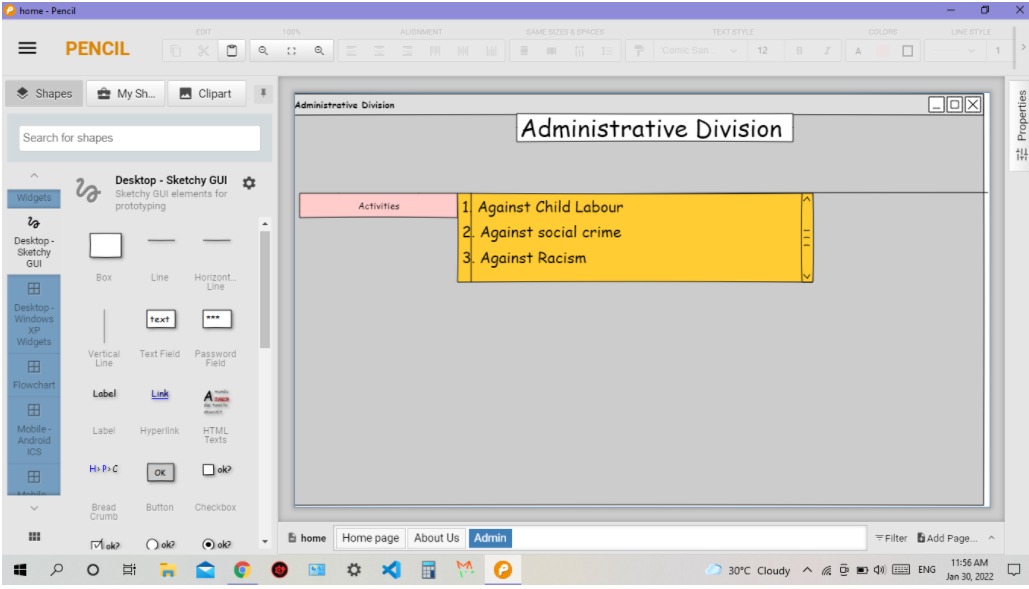 home - Pencil
PENCIL
EDIT
100%
ALIGNMENT
SAME SIZES & SPACES
TEXT STYLE
COLORS
LINE STYLE
Comic San...
12
B
I
A
1
Shapes
My Sh...
Clipart
Search for shapes
Widgets
Desktop - Sketchy GUI
Desktop - Windows XP Widgets
Flowchart
Mobile - Android ICS
Desktop - Sketchy GUI
Sketchy GUI elements for prototyping
Box
Line
Horizont... Line
Vertical Line
text
Text Field
***
Password Field
Label
Label
Link
Hyperlink
HTML Texts
H> P> C
Bread Crumb
OK
Button
ok?
Checkbox
ok?
ok?
ok?
Administrative Division
Administrative Division
Activities
1. Against Child Labour
2. Against social crime
3. Against Racism
Properties
home
Home page
About Us
Admin
Filter
Add Page...
30°C Cloudy
ENG
11:56 AM
Jan 30, 2022